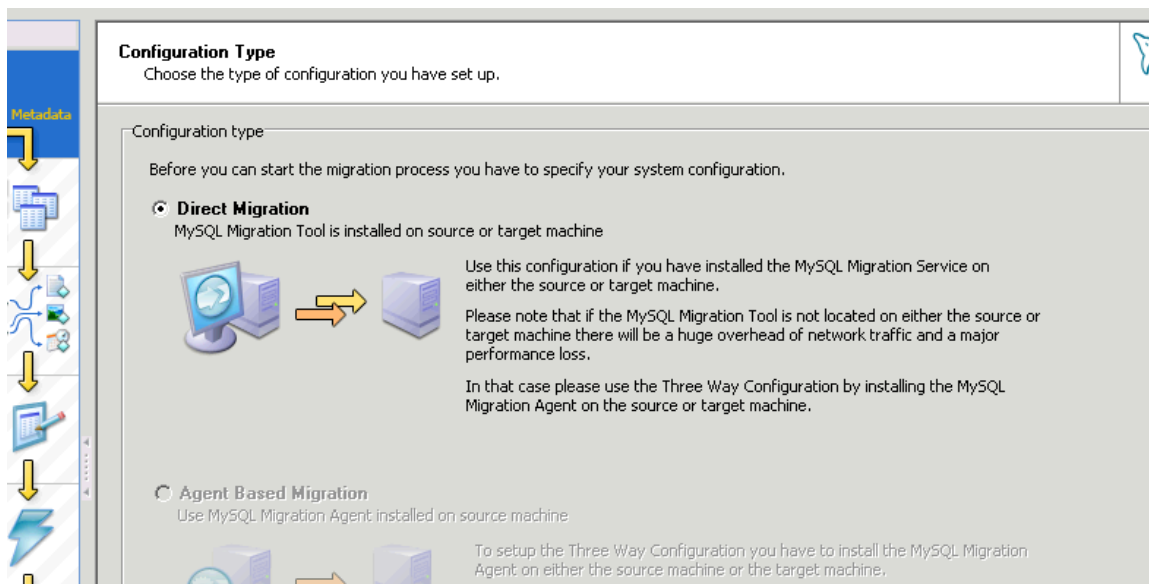 Configuration Type
Choose the type of configuration you have set up.
Metadata
Configuration type
Before you can start the migration process you have to specify your system configuration.
Direct Migration
MySQL Migration Tool is installed on source or target machine
Use this configuration if you have installed the MySQL Migration Service on
either the source or target machine.
Please note that if the MySQL Migration Tool is not located on either the source or
target machine there will be a huge overhead of network traffic and a major
performance loss.
In that case please use the Three Way Configuration by installing the MySQL
Migration Agent on the source or target machine.
Agent Based Migration
Use MySQL Migration Agent installed on source machine
To setup the Three Way Configuration you have to install the MySQL Migration
Agent on either the source machine or the target machine.